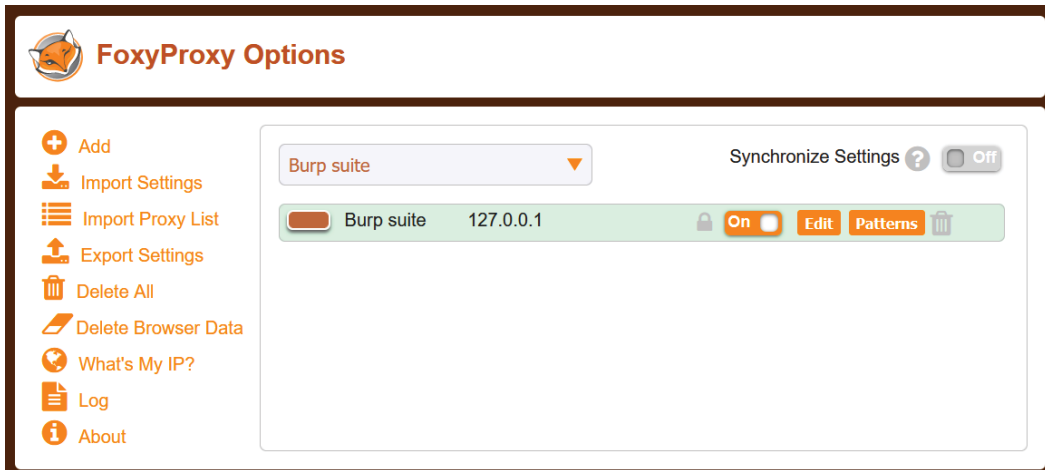 FoxyProxy Options
Add
Import Settings
Import Proxy List
Export Settings
Delete All
Delete Browser Data
What's My IP?
Log
About
Burp suite
Synchronize Settings ? Off
Burp suite 127.0.0.1 On Edit Patterns